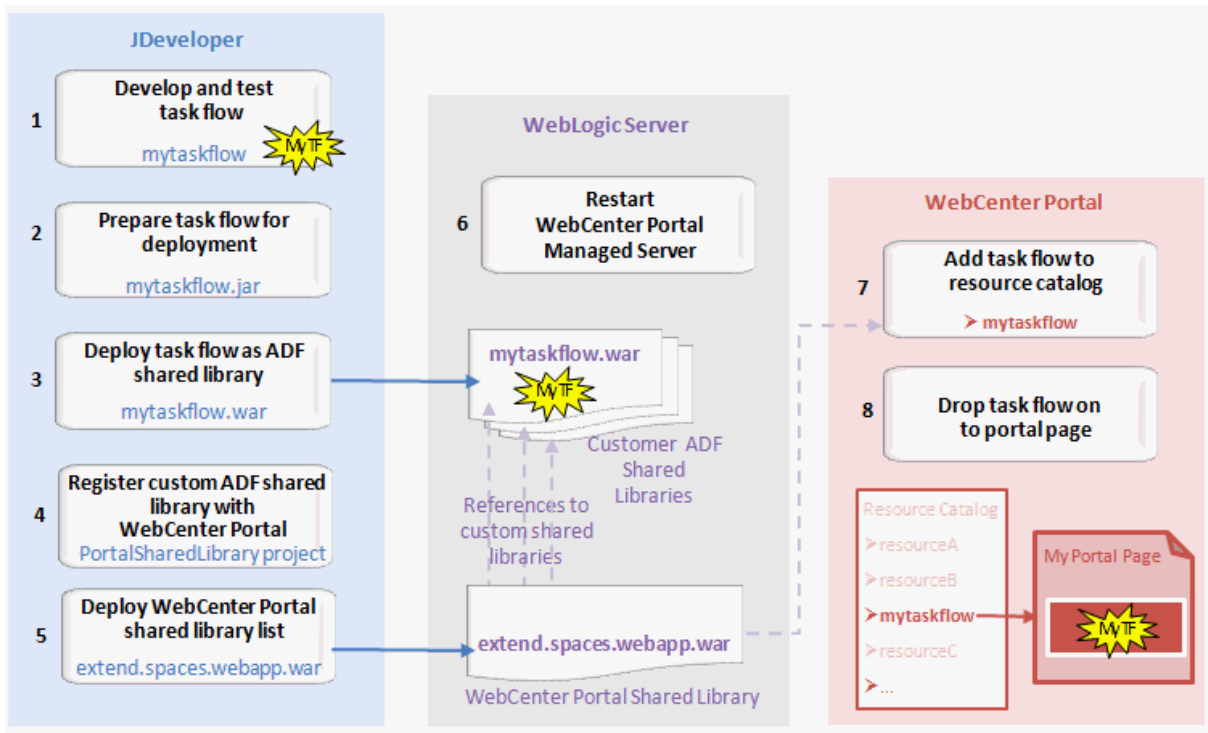 JDeveloper
1
Develop and test
task flow
mytaskflow
MyTF
2
Prepare task flow for
deployment
mytaskflow.jar
3
Deploy task flow as ADF
shared library
mytaskflow.war
4
Register custom ADF shared
library with
WebCenter Portal
PortalSharedLibrary project
5
Deploy WebCenter Portal
shared library list
extend.spaces.webapp.war
WebLogic Server
6
Restart
WebCenter Portal
Managed Server
mytaskflow.war
MyTF
Customer ADF
Shared
Libraries
References to
custom shared
libraries
extend.spaces.webapp.war
WebCenter Portal Shared Library
WebCenter Portal
7
Add task flow to
resource catalog
➢ mytaskflow
8
Drop task flow on
to portal page
Resource Catalog
➢resourceA
➢resourceB
➢mytaskflow
➢resourceC
➢...
My Portal Page
MyTF